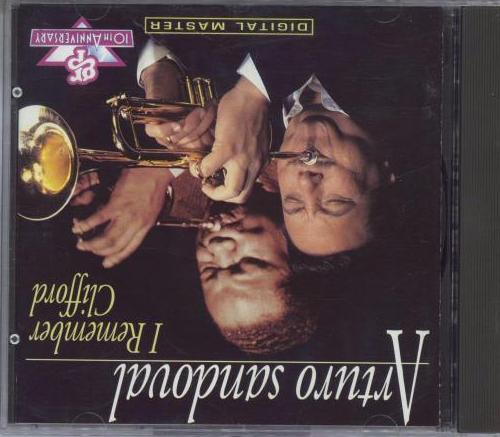 Arturo sandoval
I Remember
Clifford
DIGITAL MASTER
GRP
10TH ANNIVERSARY